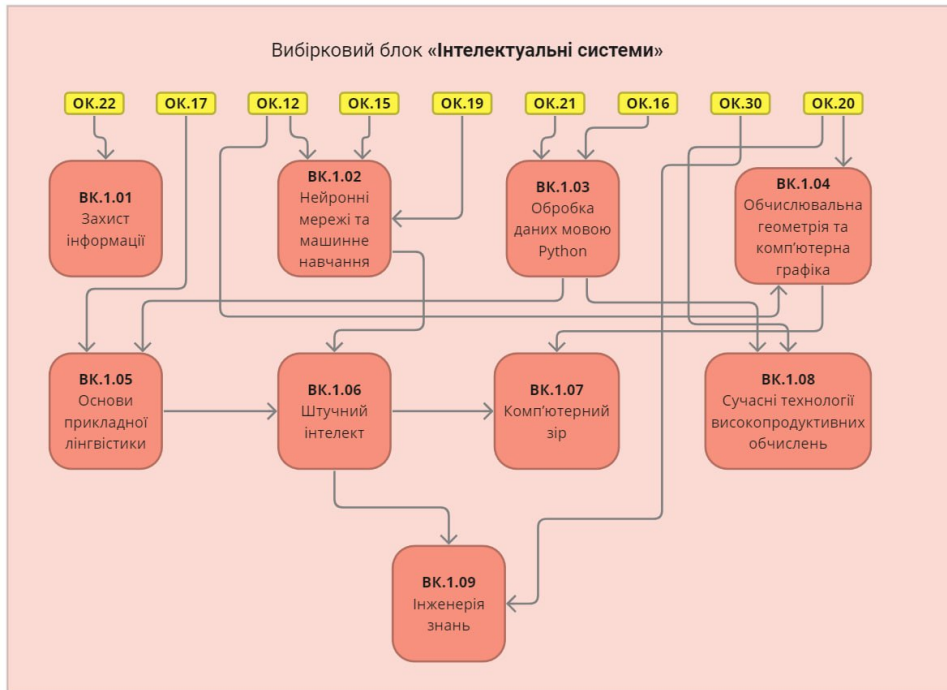 Вибірковий блок «Інтелектуальні системи»
ОК.22
ОК.17
ОК.12
ОК.15
ОК.19
ОК.21
ОК.16
ОК.30
ОК.20
ВК.1.01
Захист
інформації
ВК.1.02
Нейронні
мережі та
машинне
навчання
ВК.1.03
Обробка
даних мовою
Python
ВК.1.04
Обчислювальна
геометрія та
комп’ютерна
графіка
ВК.1.05
Основи
прикладної
лінгвістики
ВК.1.06
Штучний
інтелект
ВК.1.07
Комп’ютерний
зір
ВК.1.08
Сучасні технології
високопродуктивних
обчислень
ВК.1.09
Інженерія
знань